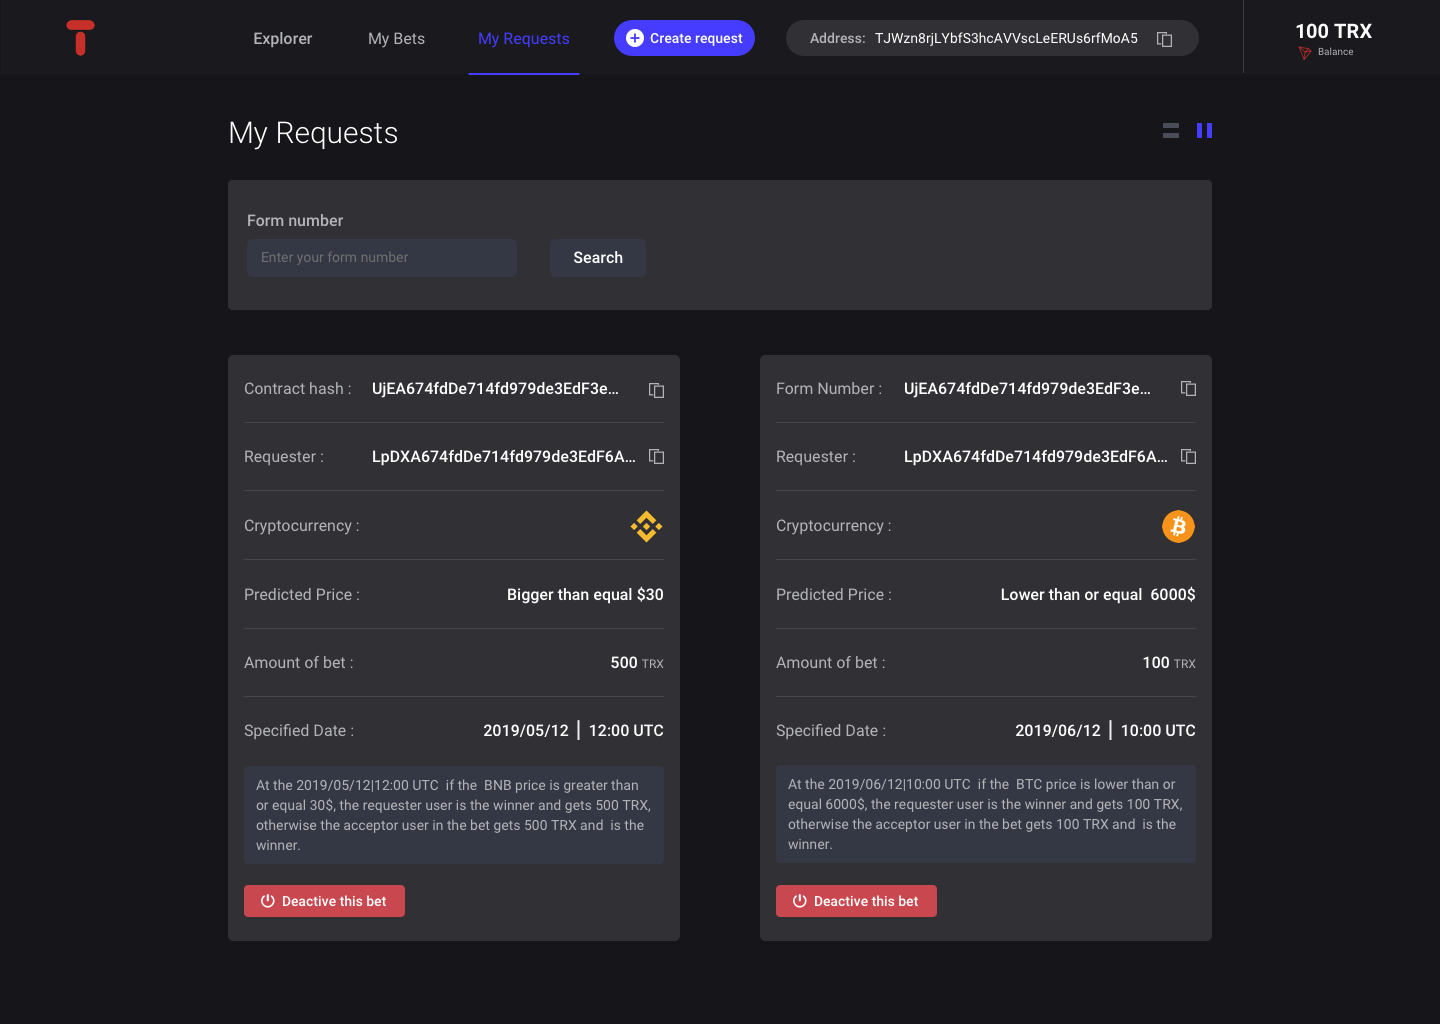 Explorer
My Bets
My Requests
Create request
Address: TJWzn8rjLYbfS3hcAVVscLeERUs6rfMoA5
100 TRX
Balance
My Requests
Form number
Enter your form number
Search
Contract hash : UjEA674fdDe714fd979de3EdF3e...
Requester : LpDXA674fdDe714fd979de3EdF6A...
Cryptocurrency :
Predicted Price : Bigger than equal $30
Amount of bet : 500 TRX
Specified Date : 2019/05/12 | 12:00 UTC
At the 2019/05/12|12:00 UTC if the BNB price is greater than
or equal 30$, the requester user is the winner and gets 500 TRX,
otherwise the acceptor user in the bet gets 500 TRX and is the
winner.
Deactive this bet
Form Number : UjEA674fdDe714fd979de3EdF3e...
Requester : LpDXA674fdDe714fd979de3EdF6A...
Cryptocurrency :
Predicted Price : Lower than or equal 6000$
Amount of bet : 100 TRX
Specified Date : 2019/06/12 | 10:00 UTC
At the 2019/06/12|10:00 UTC if the BTC price is lower than or
equal 6000$, the requester user is the winner and gets 100 TRX,
otherwise the acceptor user in the bet gets 100 TRX and is the
winner.
Deactive this bet